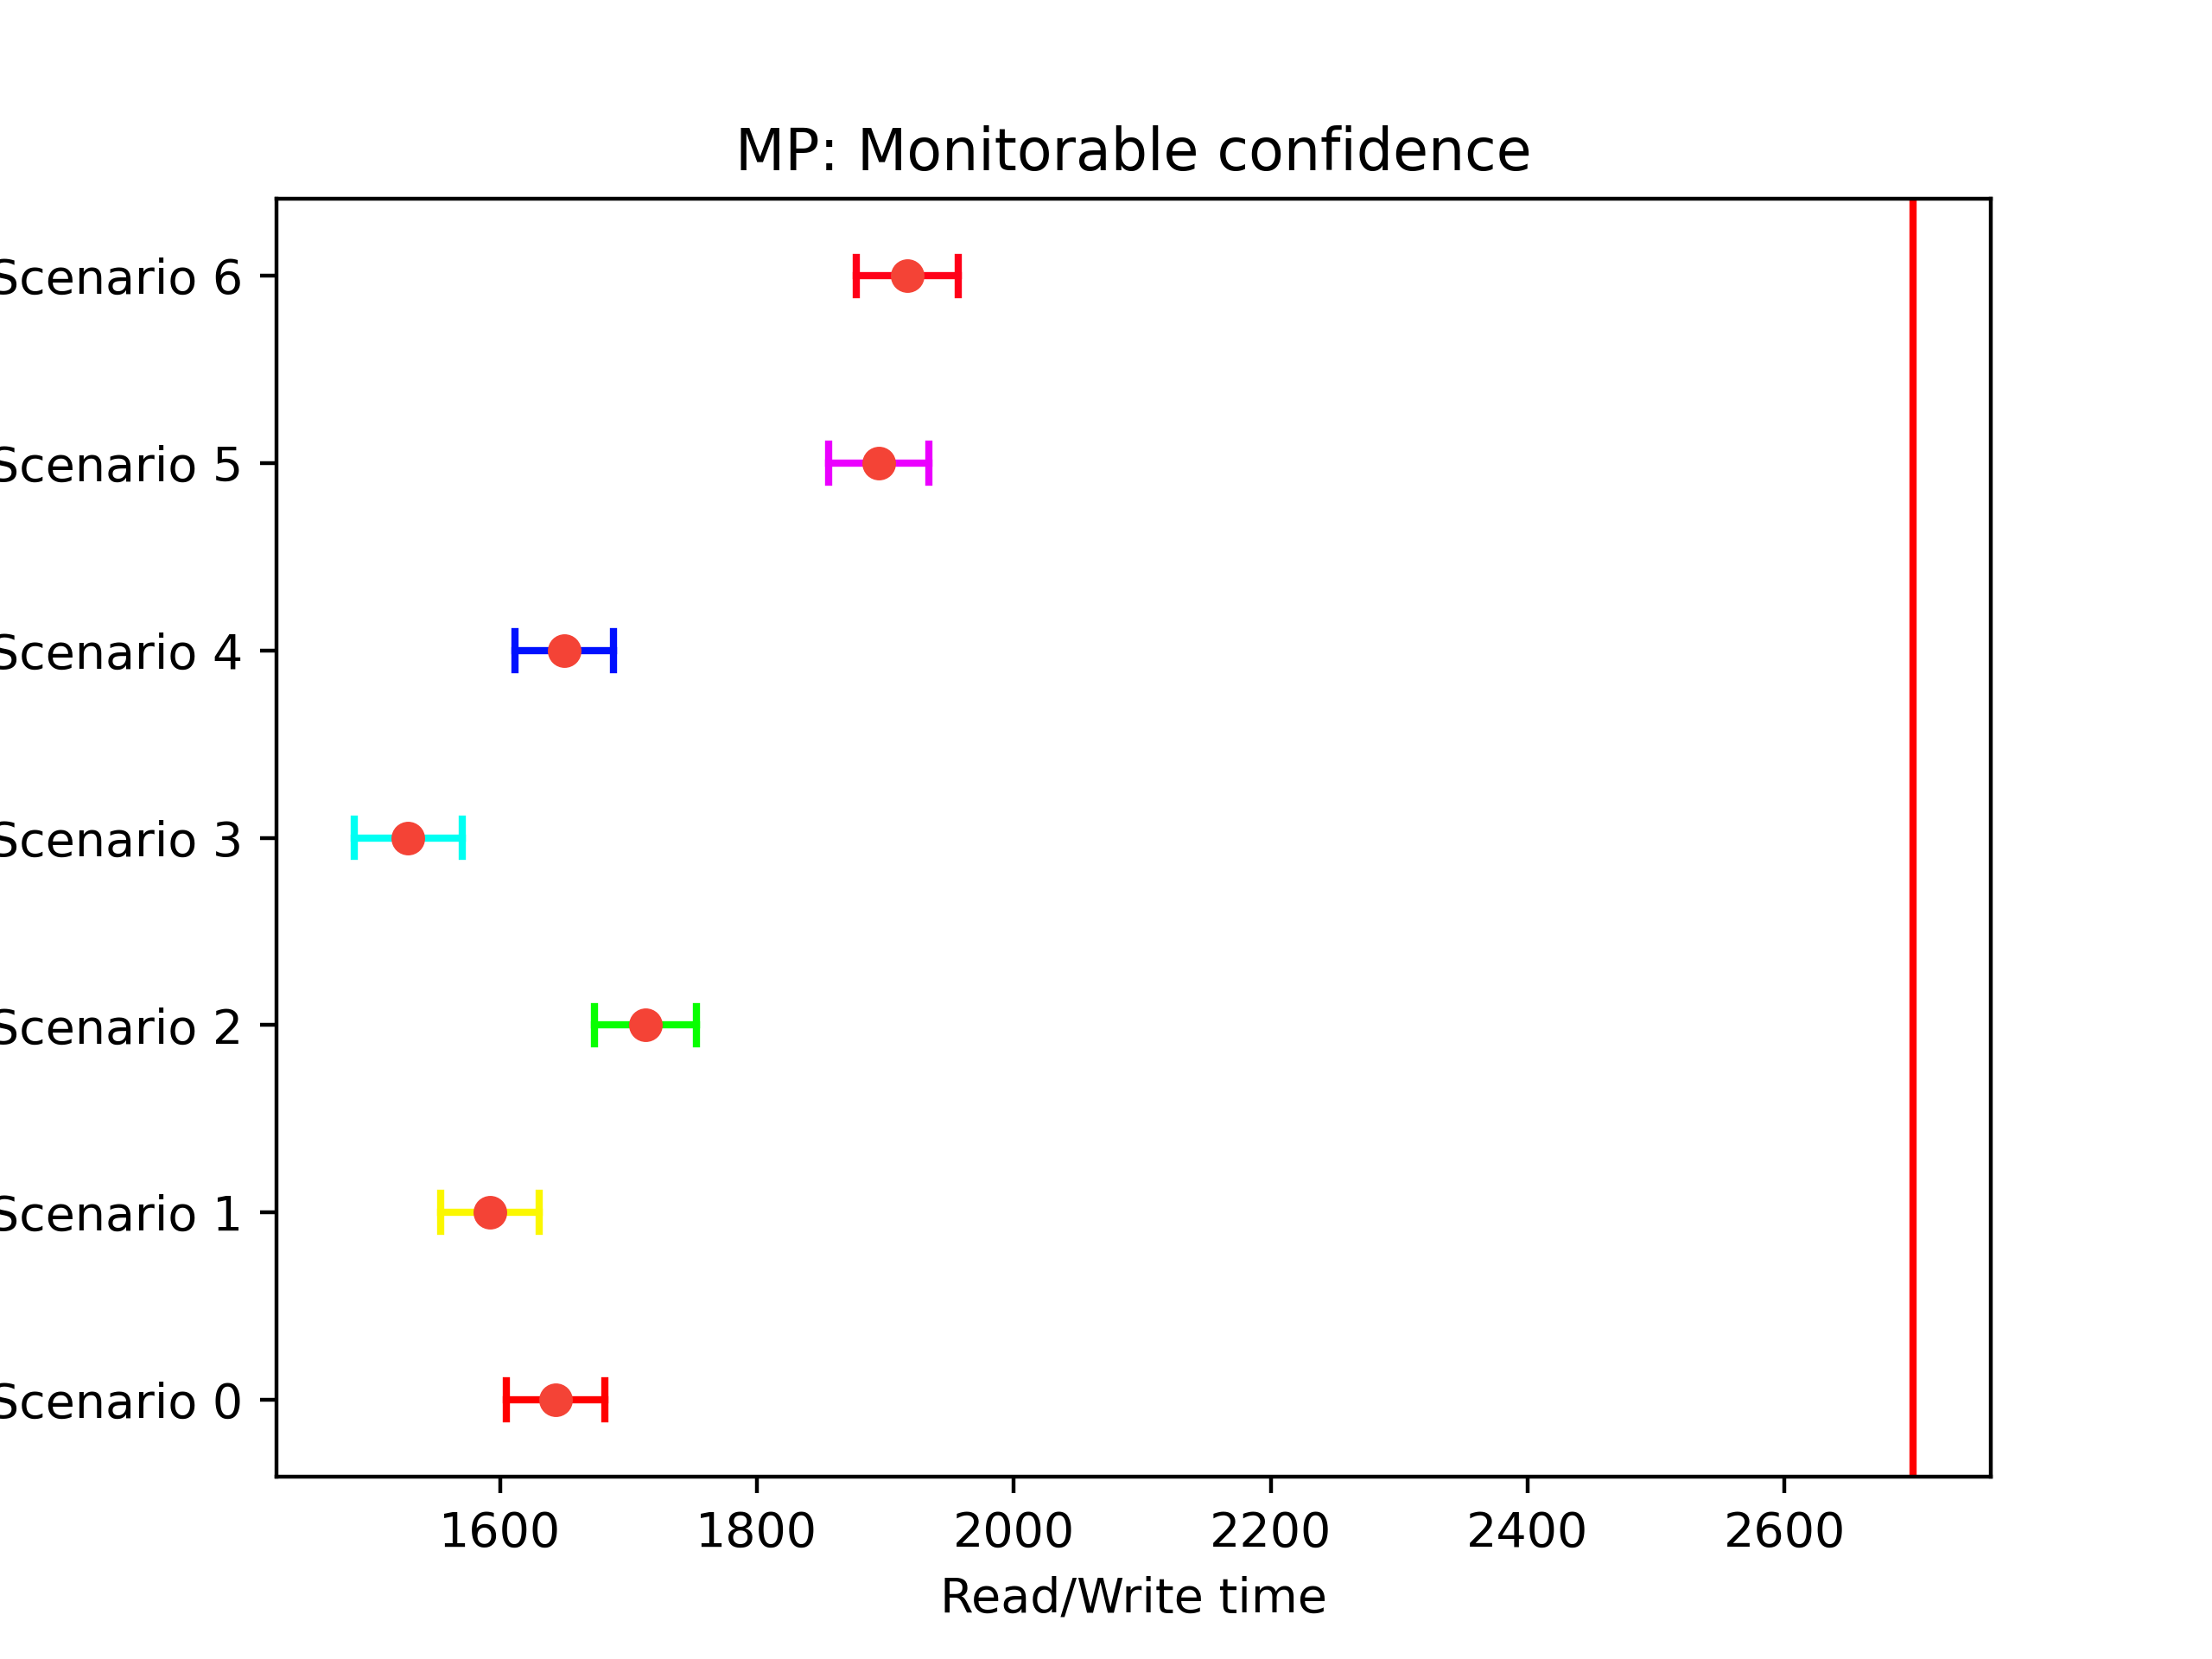 MP: Monitorable confidence
Scenario 6
Scenario 5
Scenario 4
Scenario 3
Scenario 2
Scenario 1
Scenario 0
1600 1800 2000 2200 2400 2600
Read/Write time